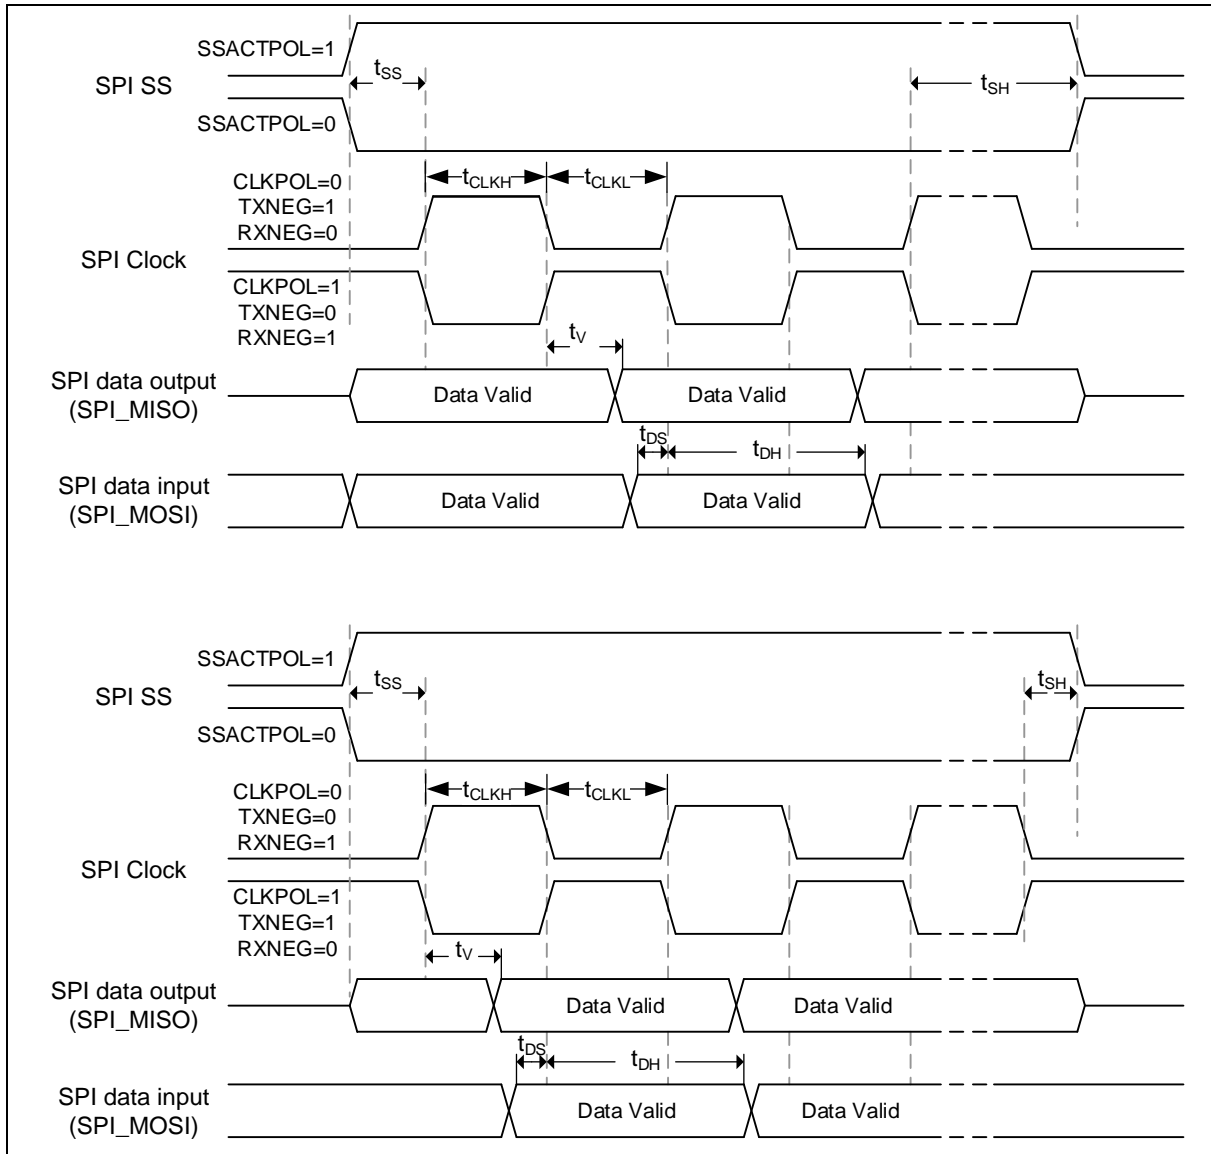 SSACTPOL=1
SPI SS
tSS
tSH
SSACTPOL=0
CLKPOL=0
TXNEG=1
RXNEG=0
tCLKH
tCLKL
SPI Clock
CLKPOL=1
TXNEG=0
RXNEG=1
tV
SPI data output
(SPI_MISO)
Data Valid
Data Valid
tDS
tDH
SPI data input
(SPI_MOSI)
Data Valid
Data Valid
SSACTPOL=1
SPI SS
tSS
tSH
SSACTPOL=0
CLKPOL=0
TXNEG=0
RXNEG=1
tCLKH
tCLKL
SPI Clock
CLKPOL=1
TXNEG=1
RXNEG=0
tV
SPI data output
(SPI_MISO)
Data Valid
Data Valid
tDS
tDH
SPI data input
(SPI_MOSI)
Data Valid
Data Valid